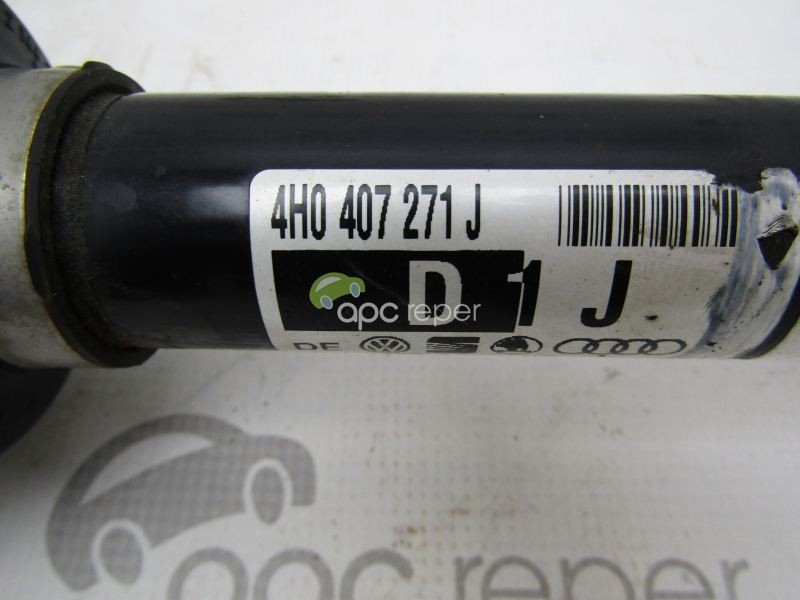 4H0 407 271 J
D 1 J
apc reper
DE
apc reper